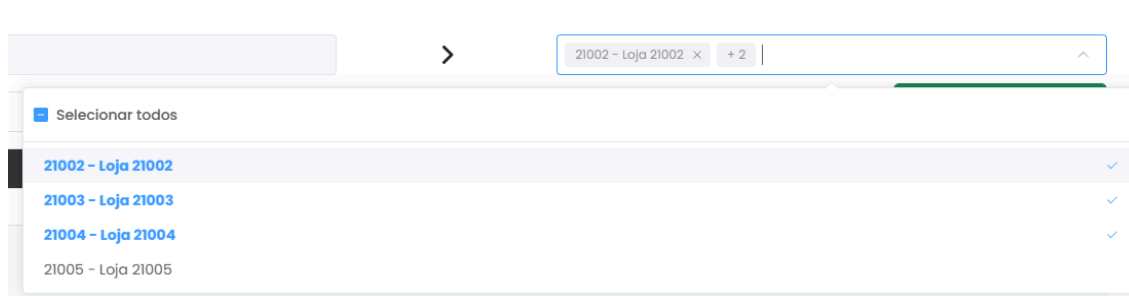 21002 - Loja 21002 × + 2
Selecionar todos
21002 - Loja 21002
21003 - Loja 21003
21004 - Loja 21004
21005 - Loja 21005